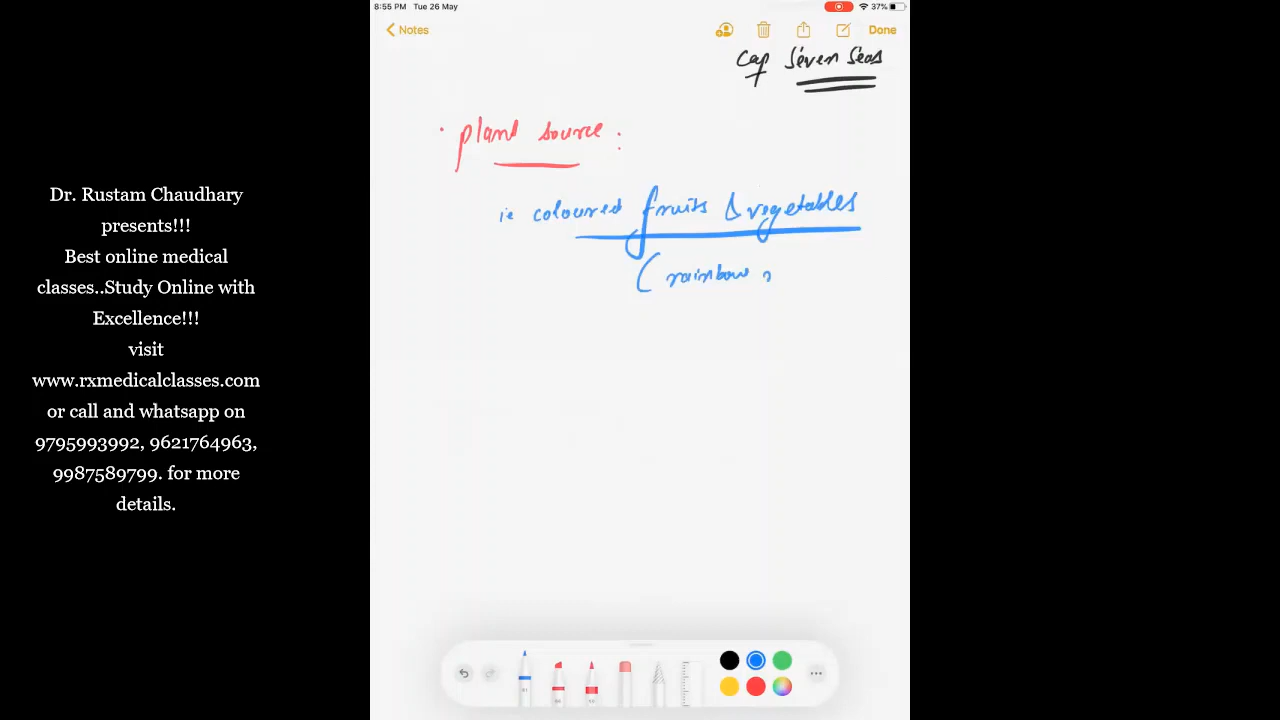 8:55 PM Tue 26 May
37%
Notes
Done
Cap Seven Seas
· plant source :
Dr. Rustam Chaudhary
presents!!!
Best online medical
classes..Study Online with
Excellence!!!
visit
www.rxmedicalclasses.com
or call and whatsapp on
9795993992, 9621764963,
9987589799. for more
details.
ie coloured fruits & vegetables
( rainbow